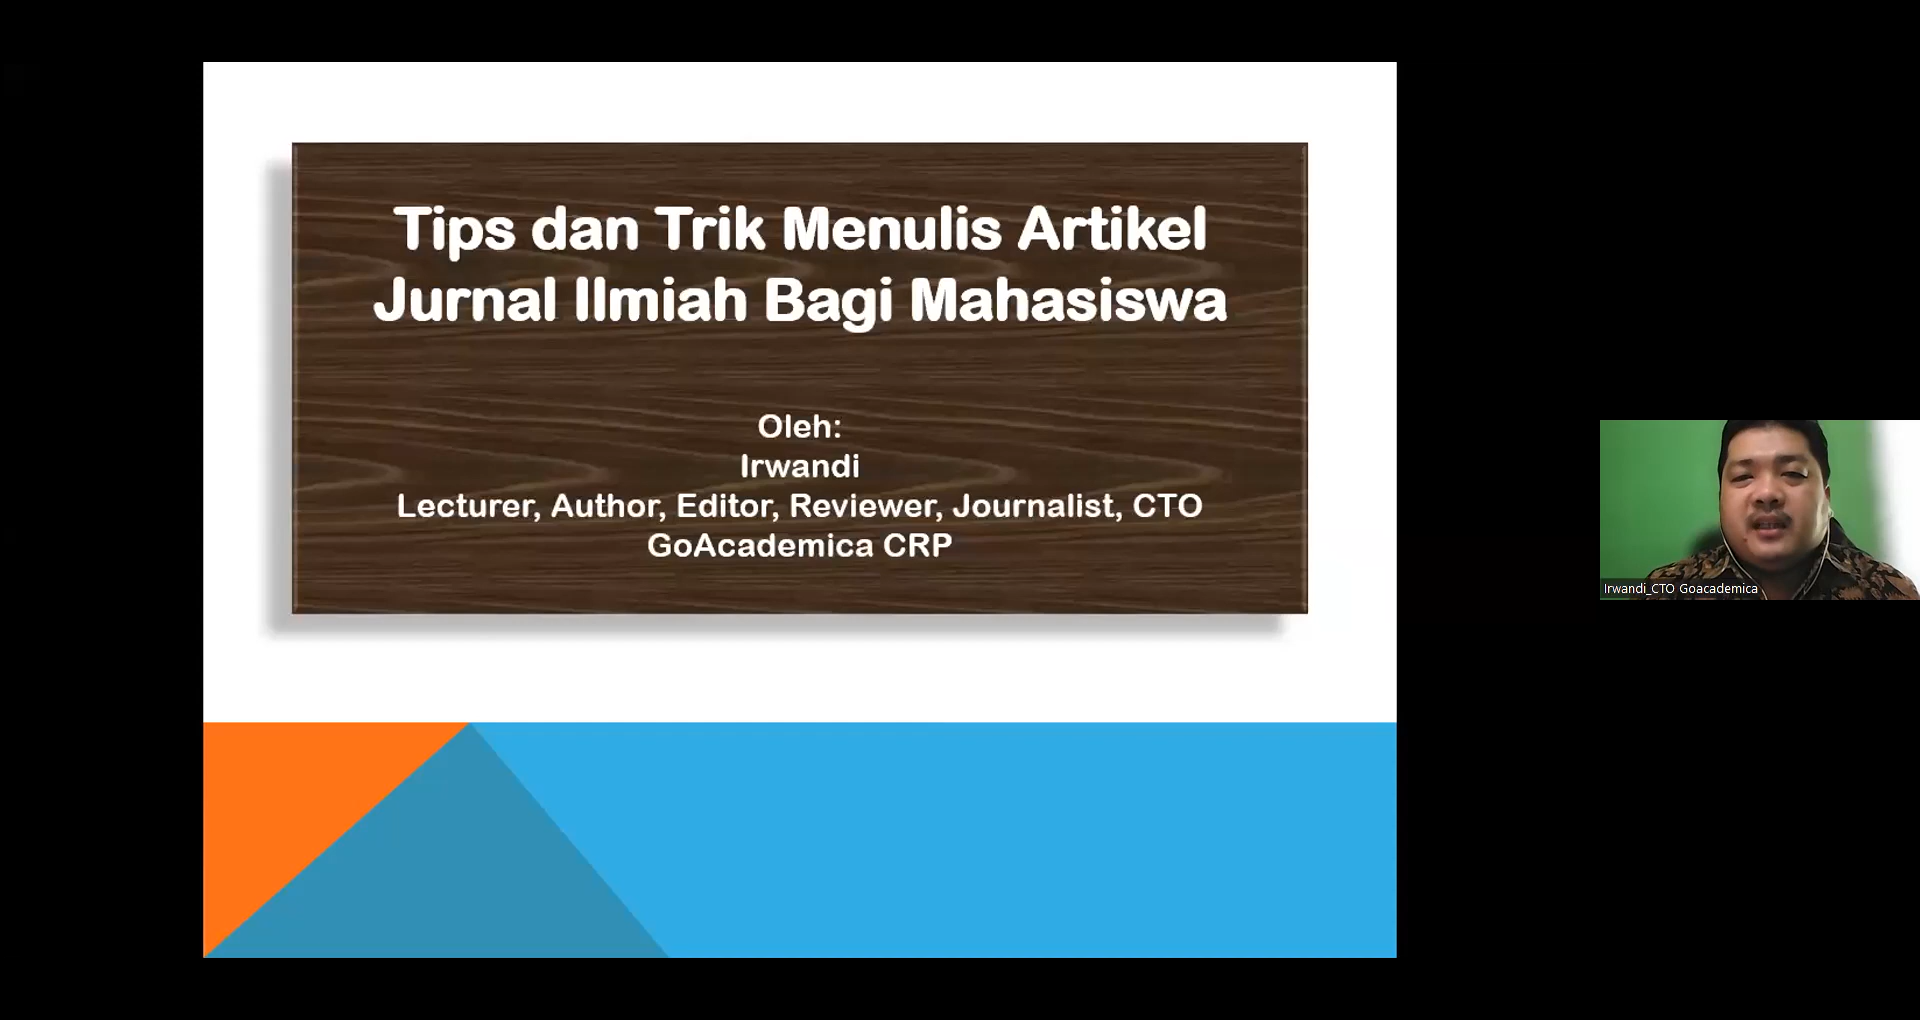 Tips dan Trik Menulis Artikel
Jurnal Ilmiah Bagi Mahasiswa
Oleh:
Irwandi
Lecturer, Author, Editor, Reviewer, Journalist, CTO
GoAcademica CRP
Irwandi_CTO Goacademica